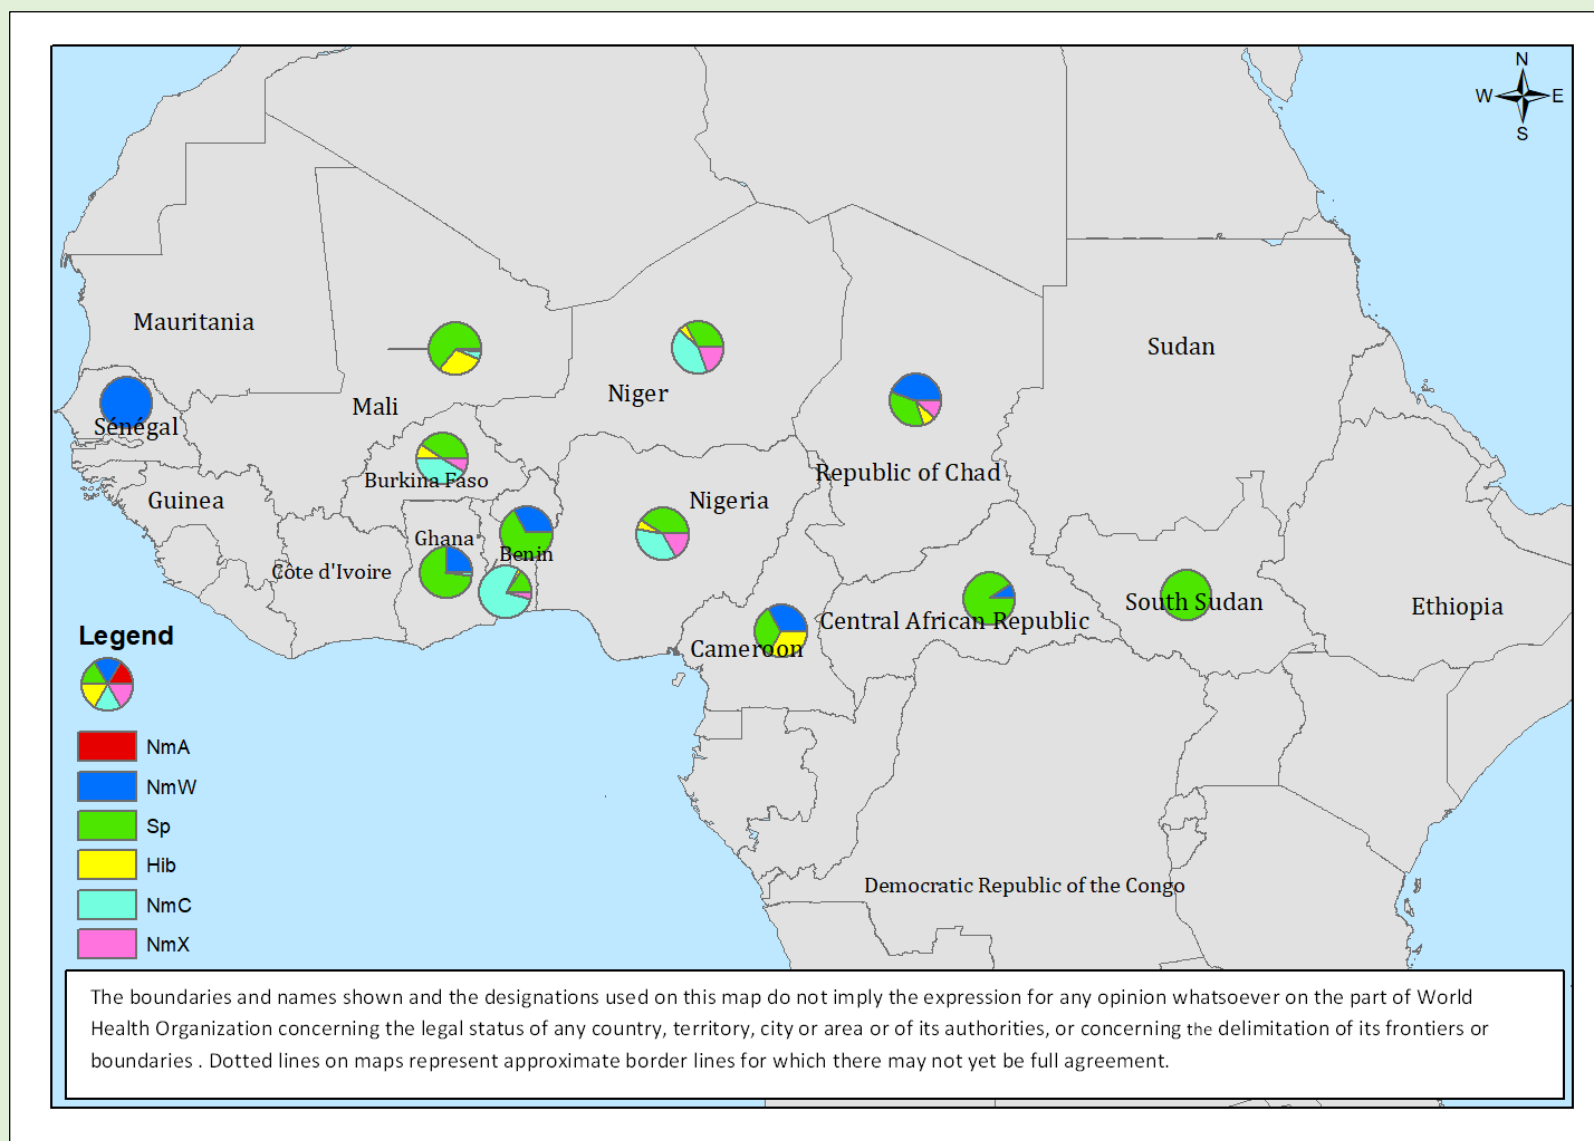 N
W
E
S
Mauritania
Sudan
Niger
Mali
Sénégal
Republic of Chad
Burkina Faso
Guinea
Nigeria
Ghana
Benin
Côte d'Ivoire
South Sudan
Ethiopia
Central African Republic
Cameroon
Legend
NmA
NmW
Sp
Hib
Democratic Republic of the Congo
NmC
NmX
The boundaries and names shown and the designations used on this map do not imply the expression for any opinion whatsoever on the part of World
Health Organization concerning the legal status of any country, territory, city or area or of its authorities, or concerning the delimitation of its frontiers or
boundaries . Dotted lines on maps represent approximate border lines for which there may not yet be full agreement.